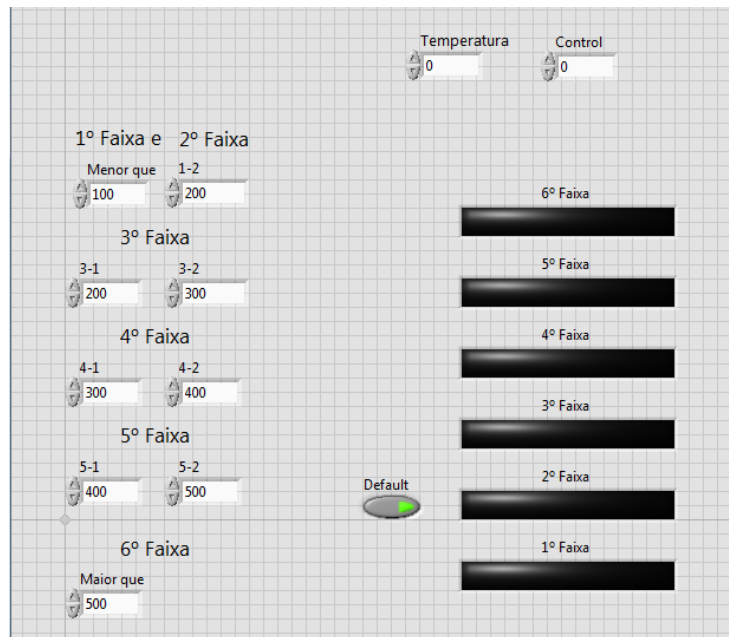 Temperatura Control
0 0
1º Faixa e 2º Faixa
Menor que 1-2
100 200
6º Faixa
3º Faixa
5º Faixa
3-1 3-2
200 300
4º Faixa
4º Faixa
4-1 4-2
300 400
3º Faixa
5º Faixa
5-1 5-2
2º Faixa
400 500
Default
6º Faixa
1º Faixa
Maior que
500